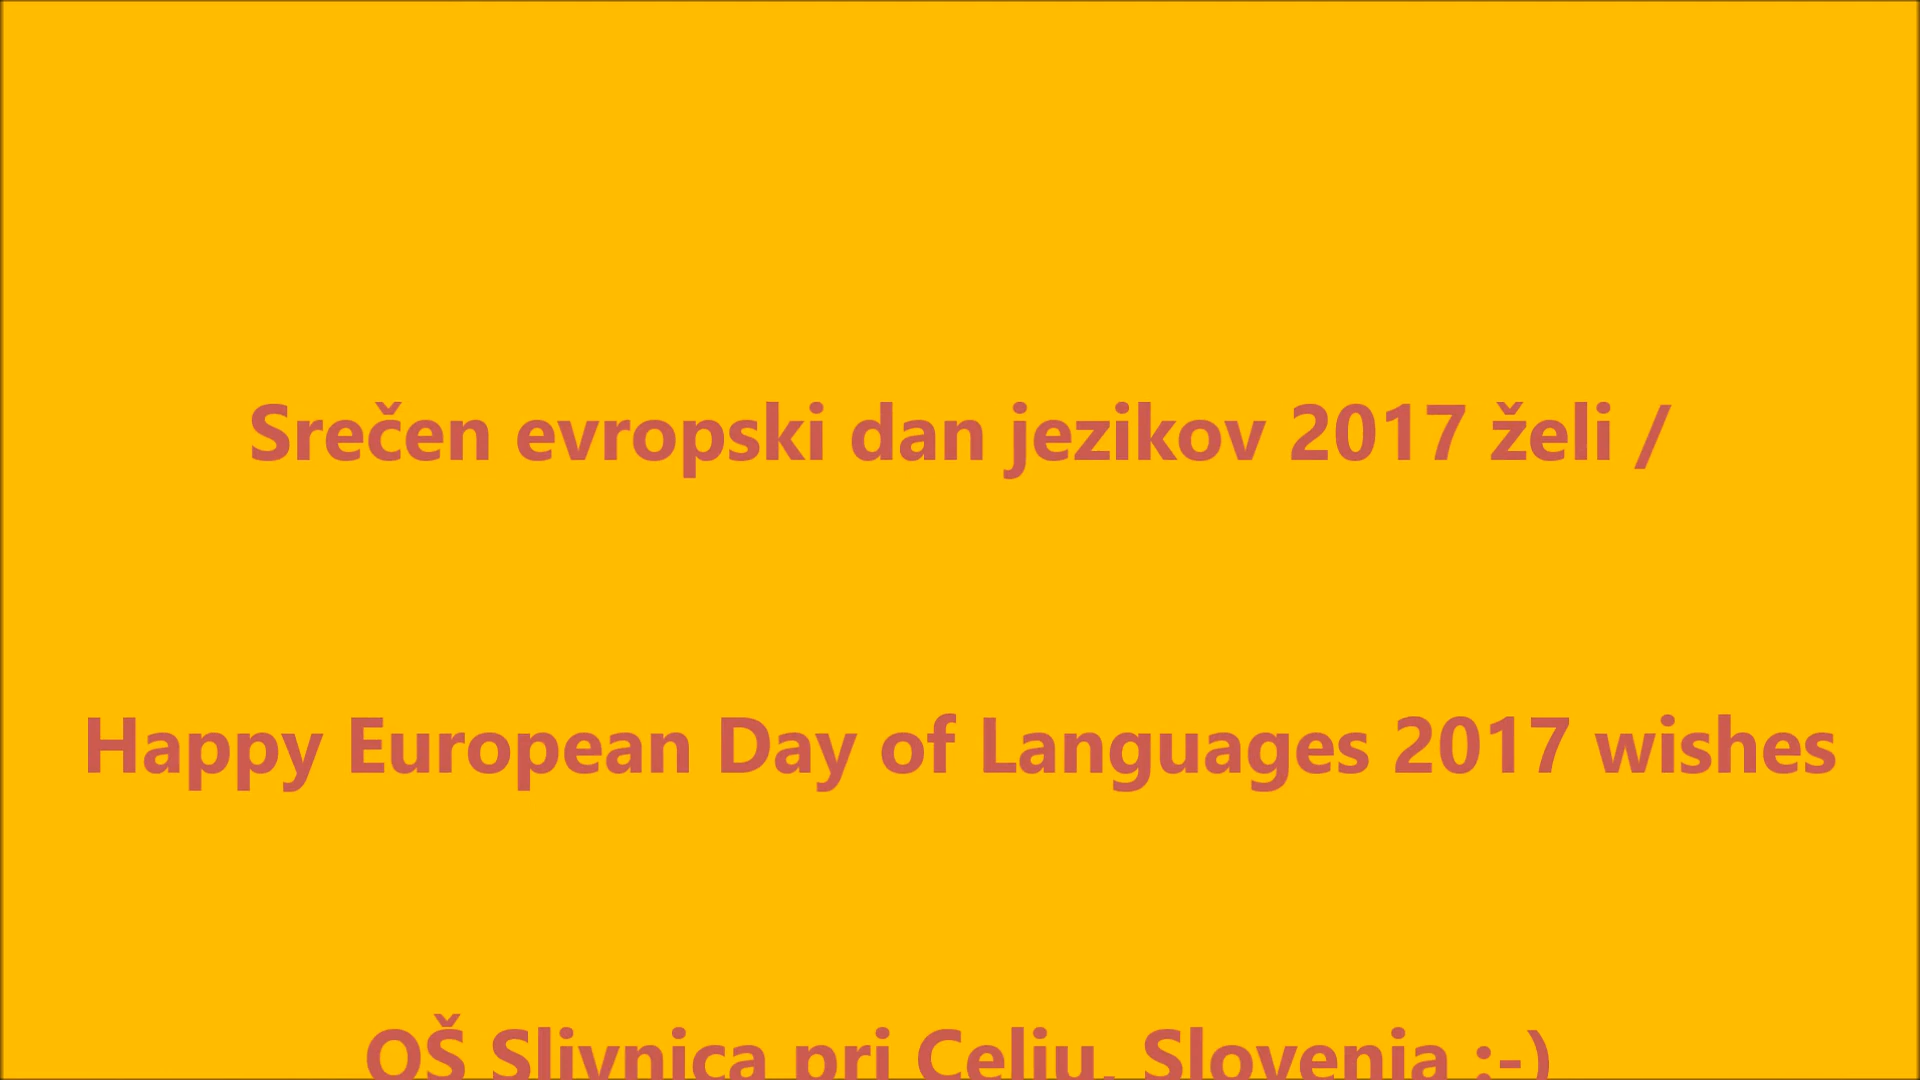 Srečen evropski dan jezikov 2017 želi /
Happy European Day of Languages 2017 wishes
OŠ Slivnica pri Celju, Slovenia :-)